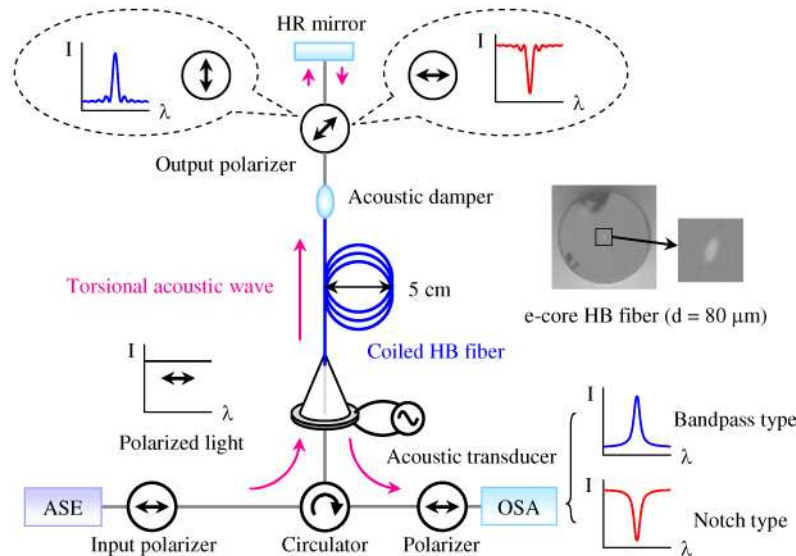 HR mirror
I
λ
I
λ
Output polarizer
Acoustic damper
Torsional acoustic wave
5 cm
e-core HB fiber (d = 80 μm)
Coiled HB fiber
I
λ
Polarized light
I
λ
Bandpass type
Acoustic transducer
I
λ
Notch type
ASE
OSA
Input polarizer
Circulator
Polarizer